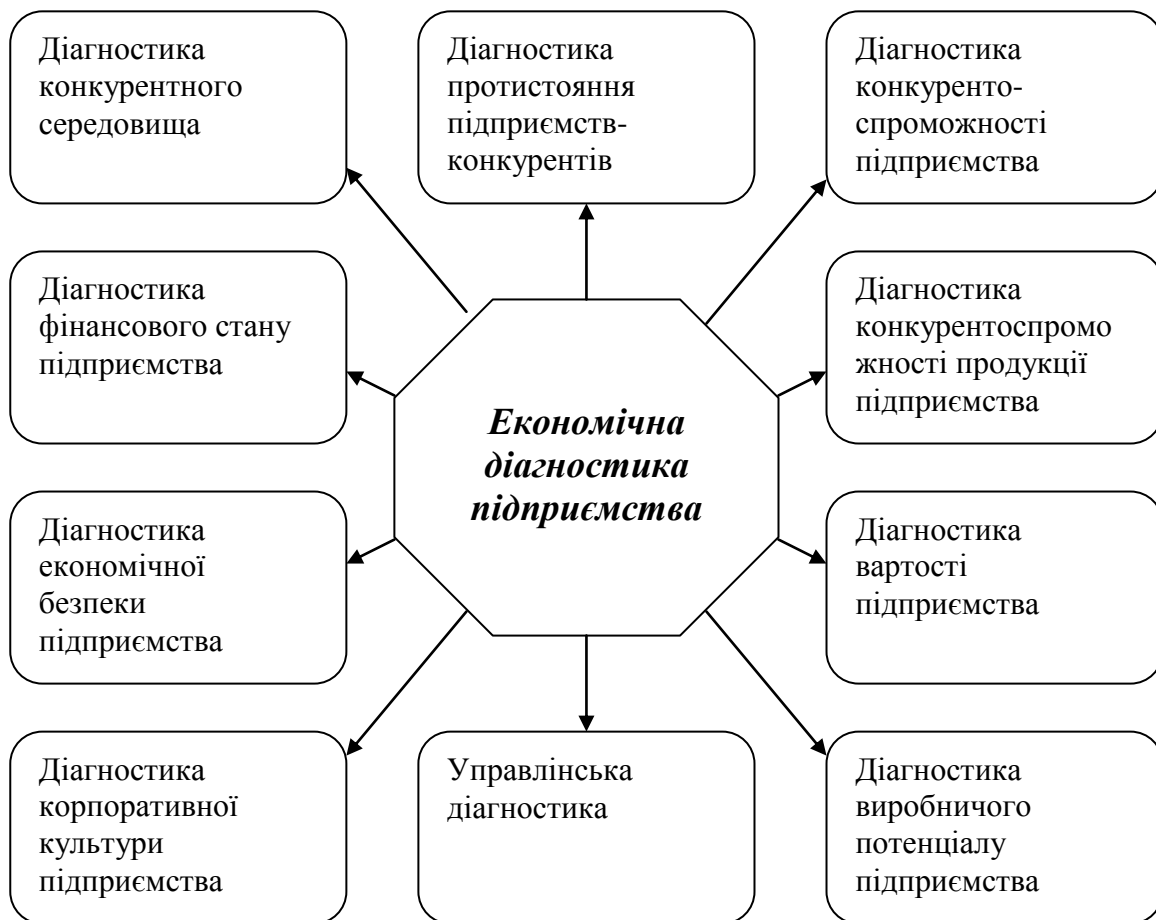 Діагностика
конкурентного
середовища
Діагностика
протистояння
підприємств-
конкурентів
Діагностика
конкуренто-
спроможності
підприємства
Діагностика
фінансового стану
підприємства
Діагностика
конкурентоспромо
жності продукції
підприємства
Економічна
діагностика
підприємства
Діагностика
економічної
безпеки
підприємства
Діагностика
вартості
підприємства
Діагностика
корпоративної
культури
підприємства
Управлінська
діагностика
Діагностика
виробничого
потенціалу
підприємства